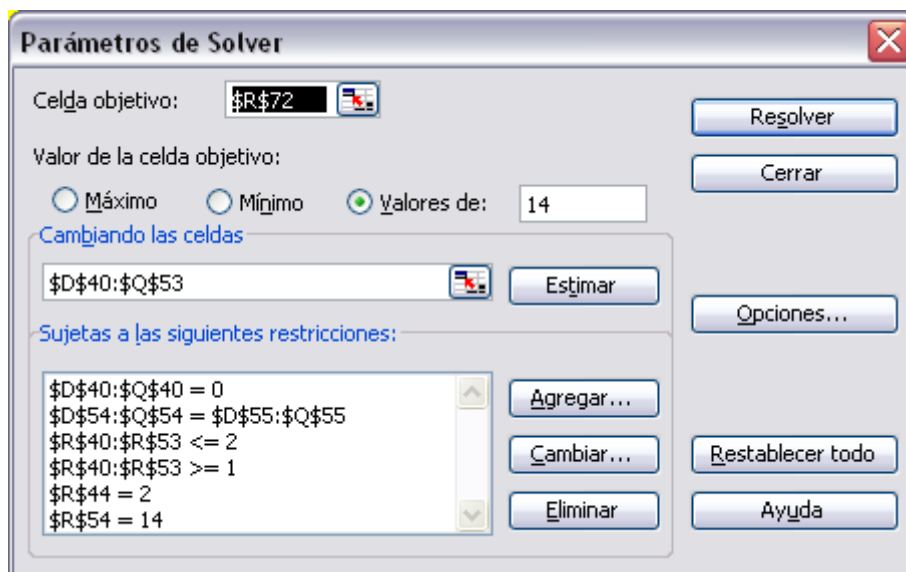 Parámetros de Solver
Celda objetivo: $R$72
Resolver
Valor de la celda objetivo:
Cerrar
Máximo Mínimo Valores de: 14
Cambiando las celdas
$D$40:$Q$53 Estimar
Opciones...
Sujetas a las siguientes restricciones:
$D$40:$Q$40 = 0
$D$54:$Q$54 = $D$55:$Q$55
$R$40:$R$53 <= 2
$R$40:$R$53 >= 1
$R$44 = 2
$R$54 = 14
Agregar...
Cambiar...
Restablecer todo
Eliminar
Ayuda